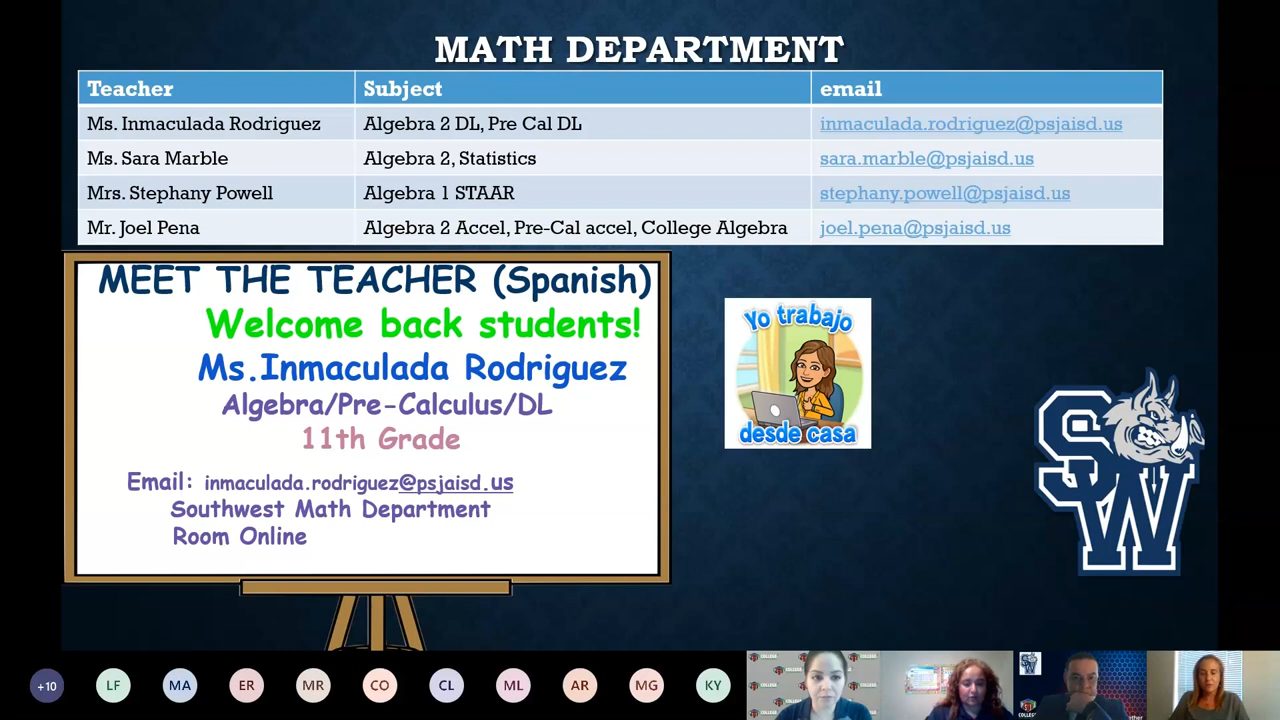 MATH DEPARTMENT
Teacher Subject email
Ms. Inmaculada Rodriguez Algebra 2 DL, Pre Cal DL inmaculada.rodriguez@psjaisd.us
Ms. Sara Marble Algebra 2, Statistics sara.marble@psjaisd.us
Mrs. Stephany Powell Algebra 1 STAAR stephany.powell@psjaisd.us
Mr. Joel Pena Algebra 2 Accel, Pre-Cal accel, College Algebra joel.pena@psjaisd.us
MEET THE TEACHER (Spanish)
Welcome back students!
Ms.Inmaculada Rodriguez
Algebra/Pre-Calculus/DL
11th Grade
Email: inmaculada.rodriguez@psjaisd.us
Southwest Math Department
Room Online
Yo trabajo
desde casa
SW
+10 LF MA ER MR CO CL ML AR MG KY